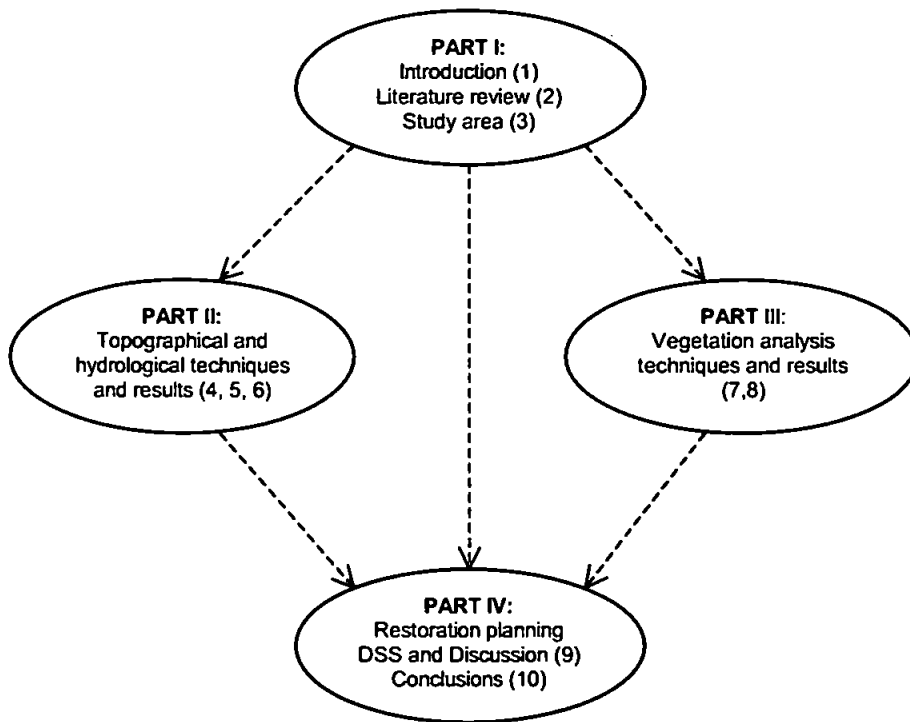 PART I:
Introduction (1)
Literature review (2)
Study area (3)
PART II:
Topographical and
hydrological techniques
and results (4, 5, 6)
PART III:
Vegetation analysis
techniques and results
(7,8)
PART IV:
Restoration planning
DSS and Discussion (9)
Conclusions (10)